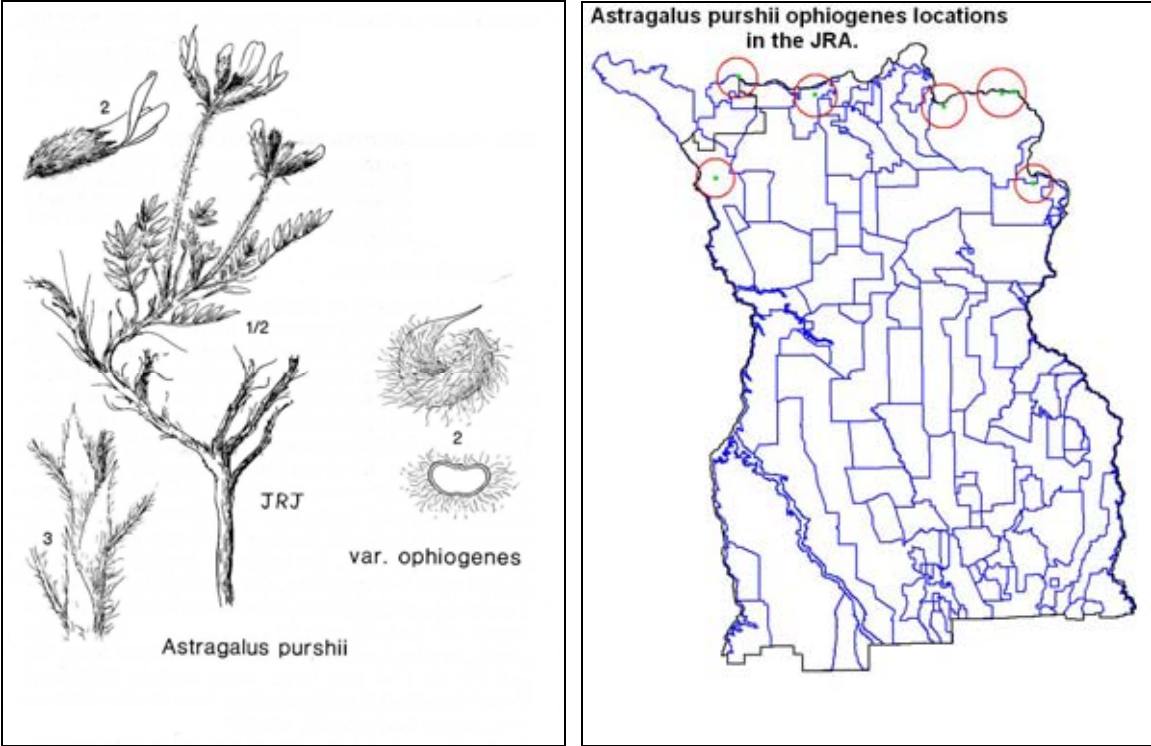 2
1/2
2
3
JRJ
var. ophiogenes
Astragalus purshii
Astragalus purshii ophiogenes locations
in the JRA.